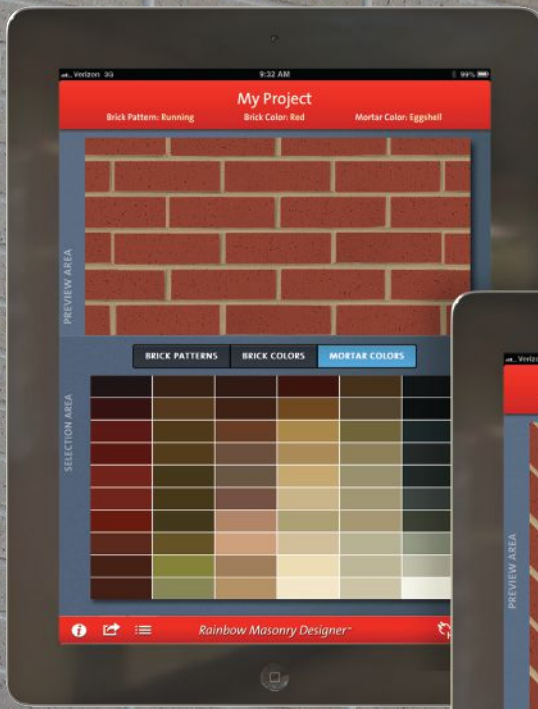 Verizon 3G 9:32 AM 99%
My Project
Brick Pattern: Running Brick Color: Red Mortar Color: Eggshell
PREVIEW AREA
BRICK PATTERNS BRICK COLORS MORTAR COLORS
SELECTION AREA
Rainbow Masonry Designer™
PREVIEW AREA